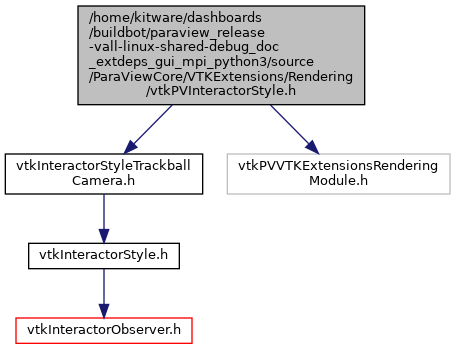 /home/kitware/dashboards
/buildbot/paraview_release
-vall-linux-shared-debug_doc
_extdeps_gui_mpi_python3/source
/ParaViewCore/VTKExtensions/Rendering
/vtkPVInteractorStyle.h
vtkInteractorStyleTrackball
Camera.h
vtkPVVTKExtensionsRendering
Module.h
vtkInteractorStyle.h
vtkInteractorObserver.h